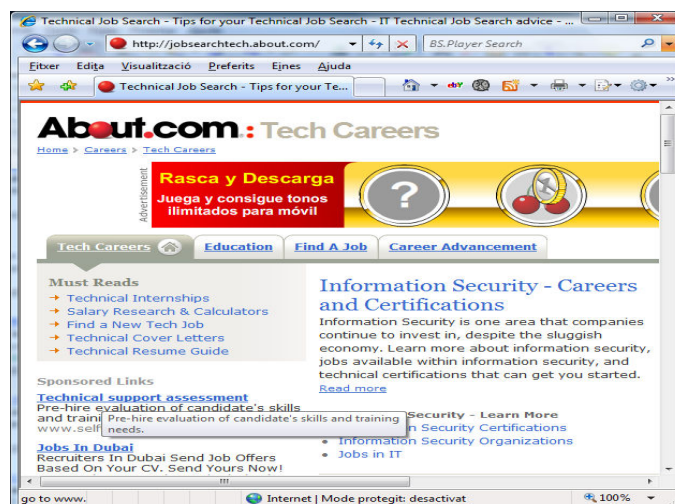 Technical Job Search - Tips for your Technical Job Search - IT Technical Job Search advice - ...
http://jobsearchtech.about.com/
BS.Player Search
Fitxer Edita Visualització Preferits Eines Ajuda
Technical Job Search - Tips for your Te...
About.com: Tech Careers
Home > Careers > Tech Careers
Advertisement
Rasca y Descarga
Juega y consigue tonos
ilimitados para móvil
?
Tech Careers Education Find A Job Career Advancement
Must Reads
Technical Internships
Salary Research & Calculators
Find a New Tech Job
Technical Cover Letters
Technical Resume Guide
Sponsored Links
Technical support assessment
Pre-hire evaluation of candidate's skills
and traini
www.self
Pre-hire evaluation of candidate's skills and training
needs.
Jobs In Dubai
Recruiters In Dubai Send Job Offers
Based On Your CV. Send Yours Now!
Information Security - Careers
and Certifications
Information Security is one area that companies
continue to invest in, despite the sluggish
economy. Learn more about information security,
jobs available within information security, and
technical certifications that can get you started.
Read more
Security - Learn More
n Security Certifications
Information Security Organizations
Jobs in IT
go to www. Internet | Mode protegit: desactivat 100%